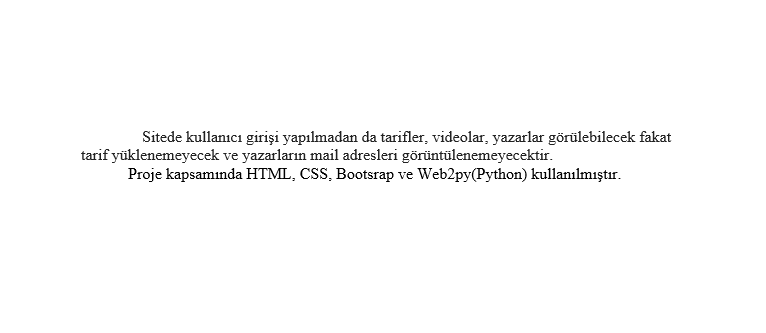 Sitede kullanıcı girişi yapılmadan da tarifler, videolar, yazarlar görülebilecek fakat
tarif yüklenemeyecek ve yazarların mail adresleri görüntülenemeyecektir.
Proje kapsamında HTML, CSS, Bootsrap ve Web2py(Python) kullanılmıştır.